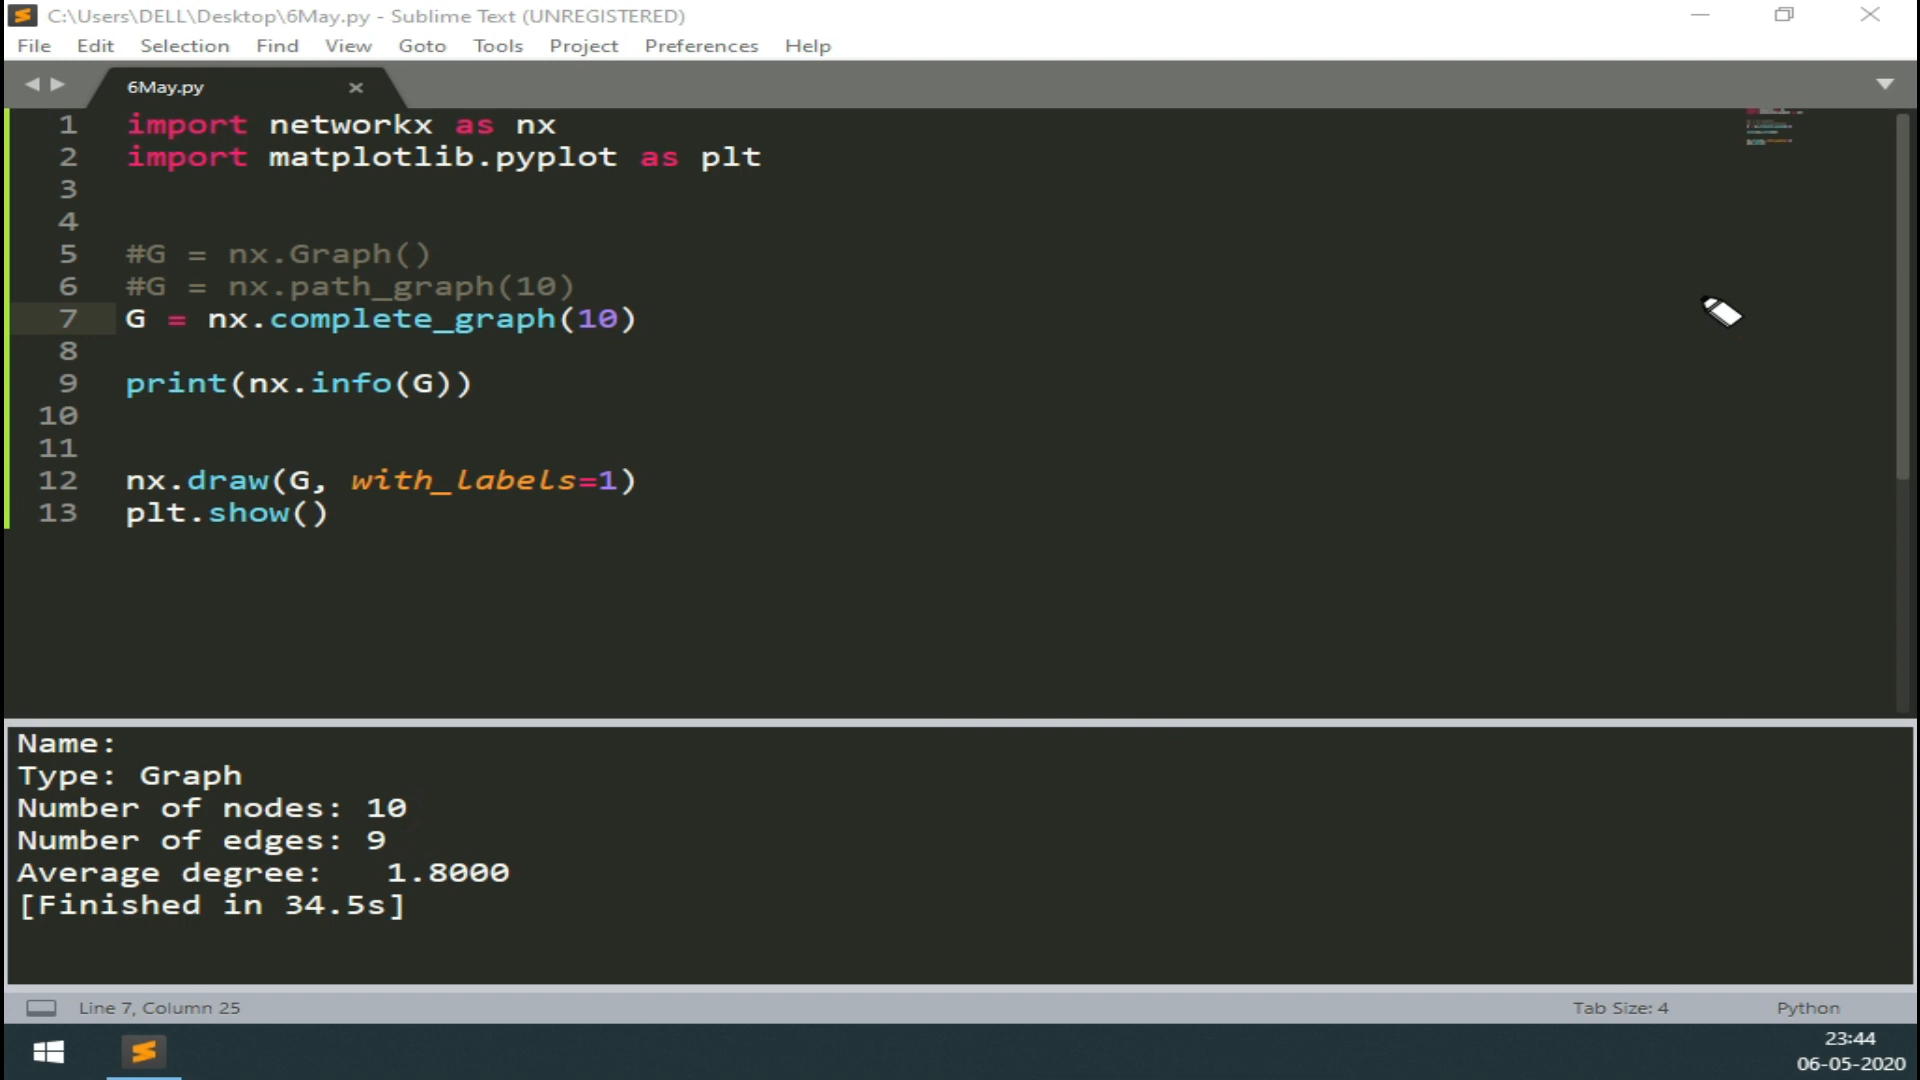 C:\Users\DELL\Desktop\6May.py - Sublime Text (UNREGISTERED)
File Edit Selection Find View Goto Tools Project Preferences Help
6May.py
1 import networkx as nx
2 import matplotlib.pyplot as plt
3
4
5 #G = nx.Graph()
6 #G = nx.path_graph(10)
7 G = nx.complete_graph(10)
8
9 print(nx.info(G))
10
11
12 nx.draw(G, with_labels=1)
13 plt.show()
Name:
Type: Graph
Number of nodes: 10
Number of edges: 9
Average degree:   1.8000
[Finished in 34.5s]
Line 7, Column 25
Tab Size: 4
Python
23:44
06-05-2020